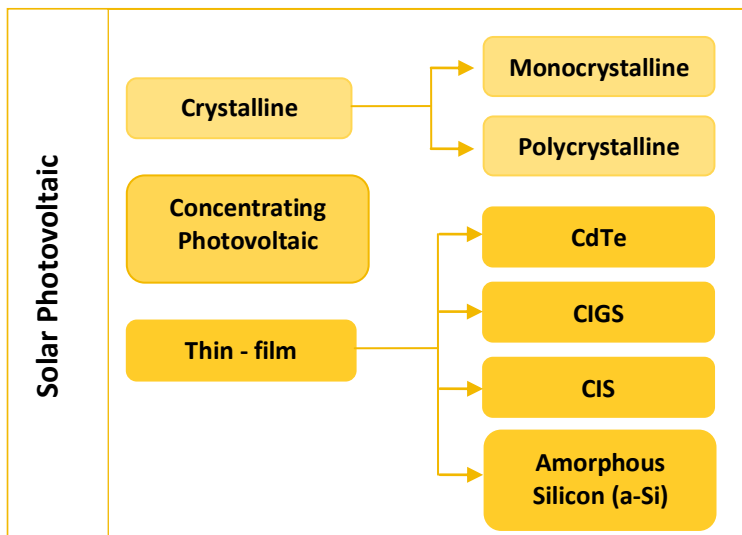 Solar Photovoltaic
Crystalline
Monocrystalline
Polycrystalline
Concentrating
Photovoltaic
Thin - film
CdTe
CIGS
CIS
Amorphous
Silicon (a-Si)